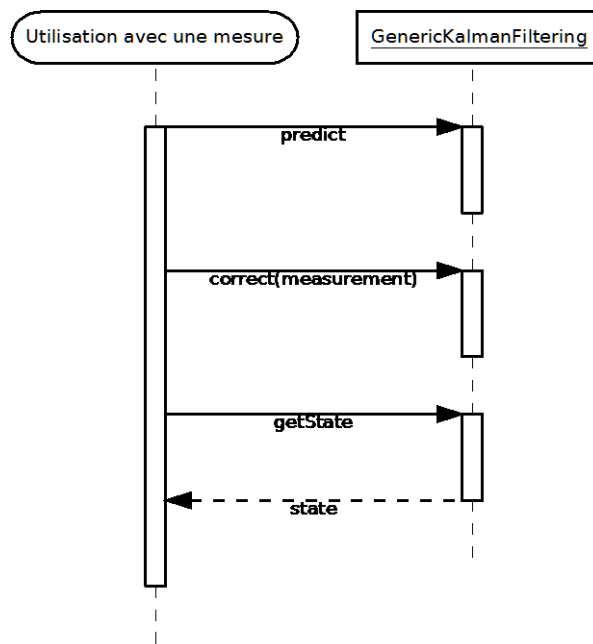 Utilisation avec une mesure
GenericKalmanFiltering
predict
correct(measurement)
getState
state